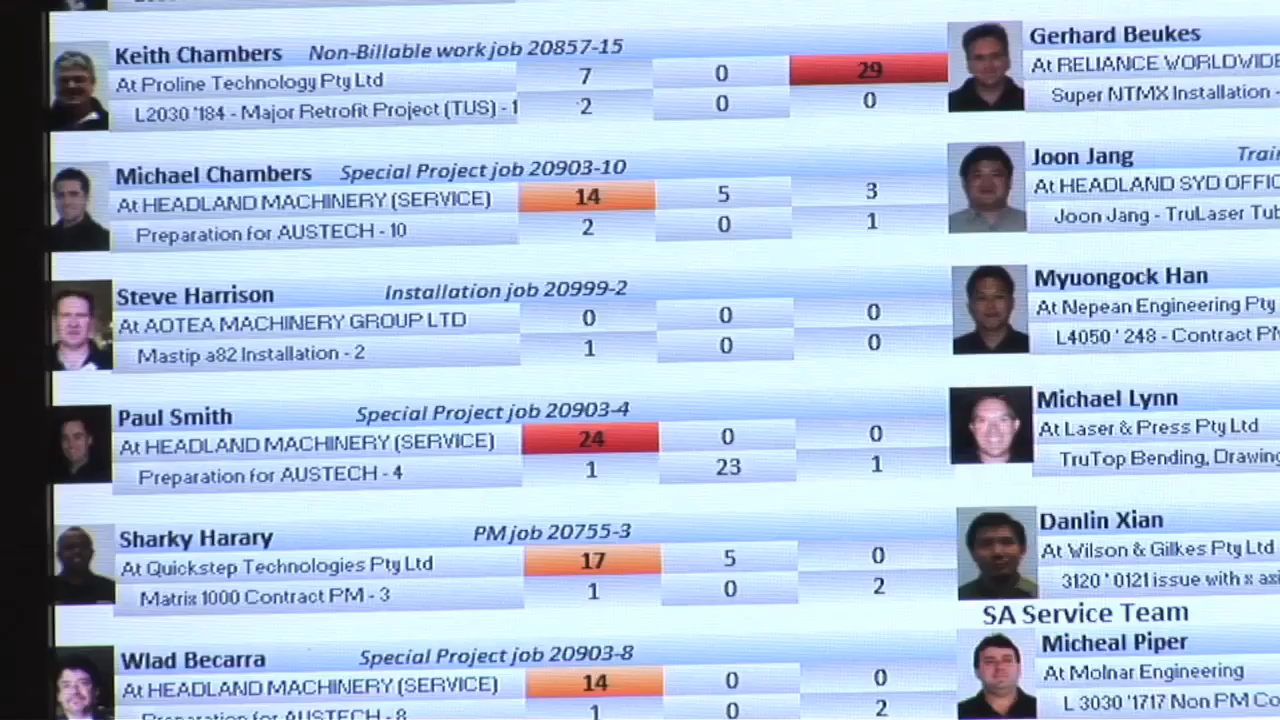 Keith Chambers Non-Billable work job 20857-15
At Proline Technology Pty Ltd 7 0 29
L2030 '184 - Major Retrofit Project (TUS) - 1 2 0 0
Michael Chambers Special Project job 20903-10
At HEADLAND MACHINERY (SERVICE) 14 5 3
Preparation for AUSTECH - 10 2 0 1
Steve Harrison Installation job 20999-2
At AOTEA MACHINERY GROUP LTD 0 0 0
Mastip a82 Installation - 2 1 0 0
Paul Smith Special Project job 20903-4
At HEADLAND MACHINERY (SERVICE) 24 0 0
Preparation for AUSTECH - 4 1 23 1
Sharky Harary PM job 20755-3
At Quickstep Technologies Pty Ltd 17 5 0
Matrix 1000 Contract PM - 3 1 0 2
Wlad Becarra Special Project job 20903-8
At HEADLAND MACHINERY (SERVICE) 14 0 0
Preparation for AUSTECH - 8 1 0 2
Gerhard Beukes
At RELIANCE WORLDWIDE
Super NTMX Installation -
Joon Jang Train
At HEADLAND SYD OFFIC
Joon Jang - TruLaser Tub
Myuongock Han
At Nepean Engineering Pty
L4050 ' 248 - Contract PM
Michael Lynn
At Laser & Press Pty Ltd
TruTop Bending, Drawing
Danlin Xian
At Wilson & Gilkes Pty Ltd
3120 ' 0121 issue with x axi
SA Service Team
Micheal Piper
At Molnar Engineering
L 3030 '1717 Non PM Co